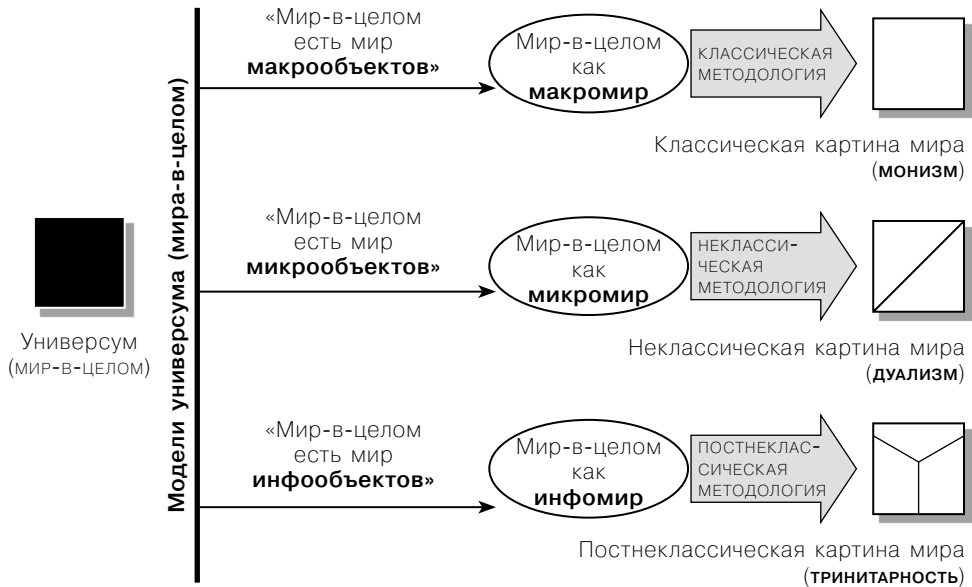 «Мир-в-целом
есть мир
макрообъектов»
Мир-в-целом
как
макромир
КЛАССИЧЕСКАЯ
МЕТОДОЛОГИЯ
Классическая картина мира
(МОНИЗМ)
Универсум
(МИР-В-ЦЕЛОМ)
Модели универсума (мира-в-целом)
«Мир-в-целом
есть мир
микрообъектов»
Мир-в-целом
как
микромир
НЕКЛАССИ-
ЧЕСКАЯ
МЕТОДОЛОГИЯ
Неклассическая картина мира
(ДУАЛИЗМ)
«Мир-в-целом
есть мир
инфообъектов»
Мир-в-целом
как
инфомир
ПОСТНЕКЛАС-
СИЧЕСКАЯ
МЕТОДОЛОГИЯ
Постнеклассическая картина мира
(ТРИНИТАРНОСТЬ)